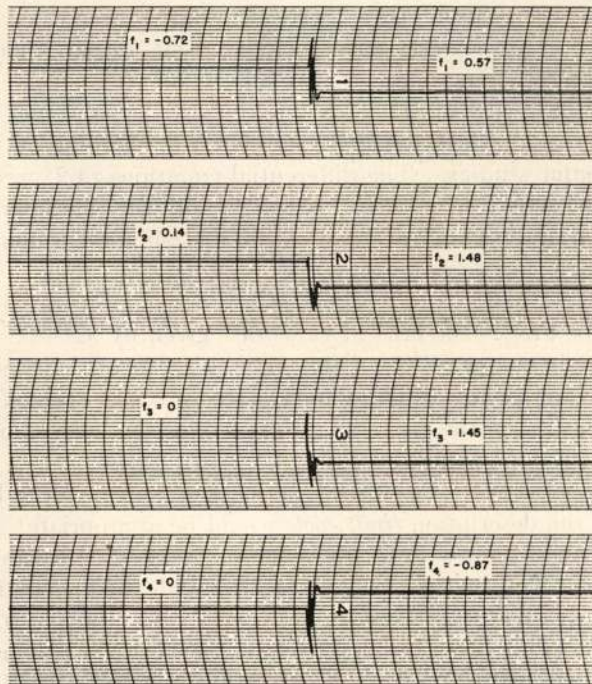 f₁ = -0.72
1
f₁ = 0.57
f₂ = 0.14
2
f₂ = 1.48
f₃ = 0
3
f₃ = 1.45
f₄ = 0
4
f₄ = -0.87